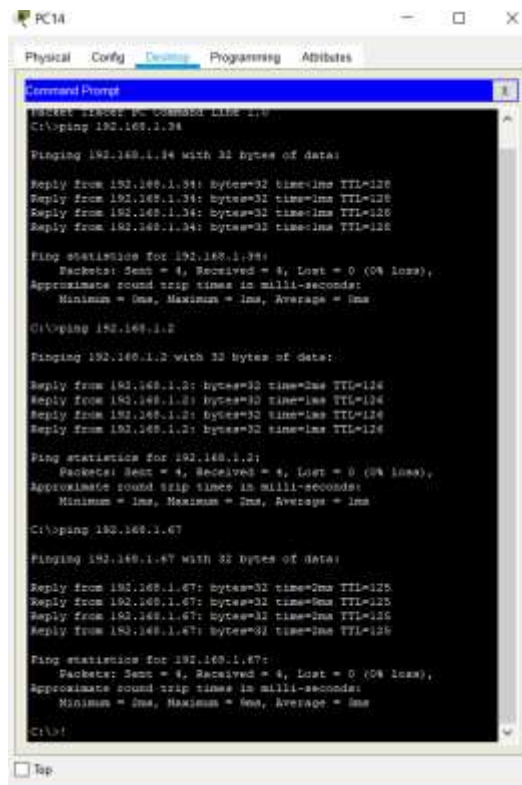 PC14
Physical Config Desktop Programming Attributes
Command Prompt
X
Packet Tracer PC Command Line 1.0
C:\>ping 192.168.1.34
Pinging 192.168.1.34 with 32 bytes of data:
Reply from 192.168.1.34: bytes=32 time<1ms TTL=128
Reply from 192.168.1.34: bytes=32 time=1ms TTL=128
Reply from 192.168.1.34: bytes=32 time<1ms TTL=128
Reply from 192.168.1.34: bytes=32 time<1ms TTL=128
Ping statistics for 192.168.1.34:
Packets: Sent = 4, Received = 4, Lost = 0 (0% loss),
Approximate round trip times in milli-seconds:
Minimum = 0ms, Maximum = 1ms, Average = 0ms
C:\>ping 192.168.1.2
Pinging 192.168.1.2 with 32 bytes of data:
Reply from 192.168.1.2: bytes=32 time=2ms TTL=126
Reply from 192.168.1.2: bytes=32 time=1ms TTL=126
Reply from 192.168.1.2: bytes=32 time=1ms TTL=126
Reply from 192.168.1.2: bytes=32 time=1ms TTL=126
Ping statistics for 192.168.1.2:
Packets: Sent = 4, Received = 4, Lost = 0 (0% loss),
Approximate round trip times in milli-seconds:
Minimum = 1ms, Maximum = 2ms, Average = 1ms
C:\>ping 192.168.1.67
Pinging 192.168.1.67 with 32 bytes of data:
Reply from 192.168.1.67: bytes=32 time=2ms TTL=125
Reply from 192.168.1.67: bytes=32 TTL=125
Reply from 192.168.1.67: bytes=32 time=2ms TTL=125
Reply from 192.168.1.67: bytes=32 time=2ms TTL=125
Ping statistics for 192.168.1.67:
Packets: Sent = 4, Received = 4, Lost = 0 (0% loss),
Approximate round trip times in milli-seconds:
Minimum = 2ms, Maximum = Average =
C:\>
Top